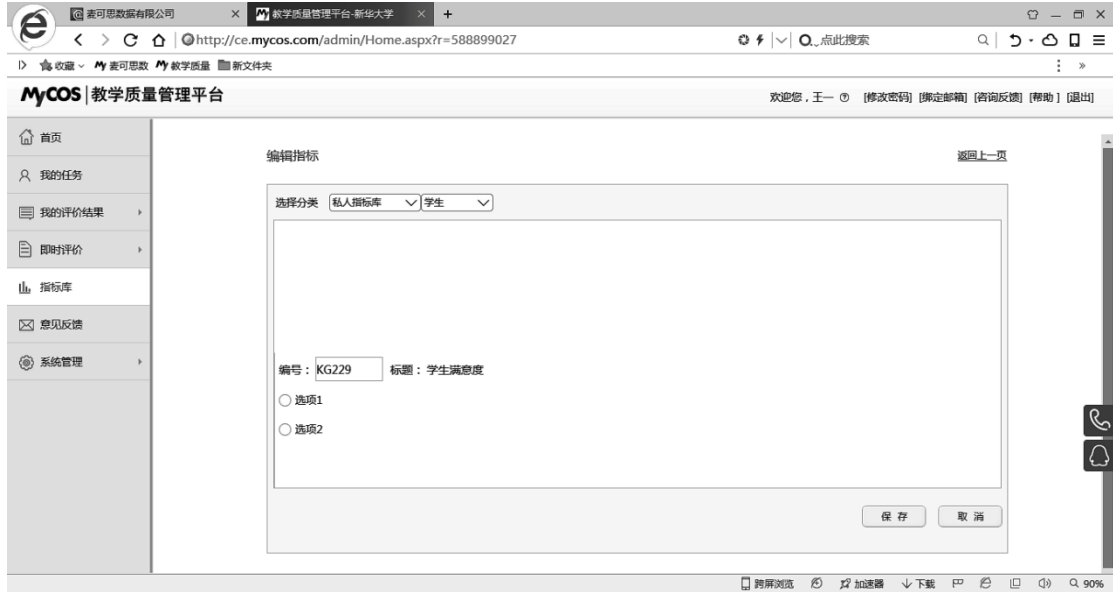 麦可思数据有限公司 教学质量管理平台-新华大学
http://ce.mycos.com/admin/Home.aspx?r=588899027 点此搜索
收藏 麦可思数 教学质量 新文件夹
MyCOS 教学质量管理平台 欢迎您，王一 [修改密码] [绑定邮箱] [咨询反馈] [帮助] [退出]
首页
编辑指标 返回上一页
我的任务
选择分类 私人指标库 学生
我的评价结果
即时评价
指标库
意见反馈
系统管理
编号： KG229 标题：学生满意度
选项1
选项2
保 存 取 消
跨屏浏览 加速器 下载 90%